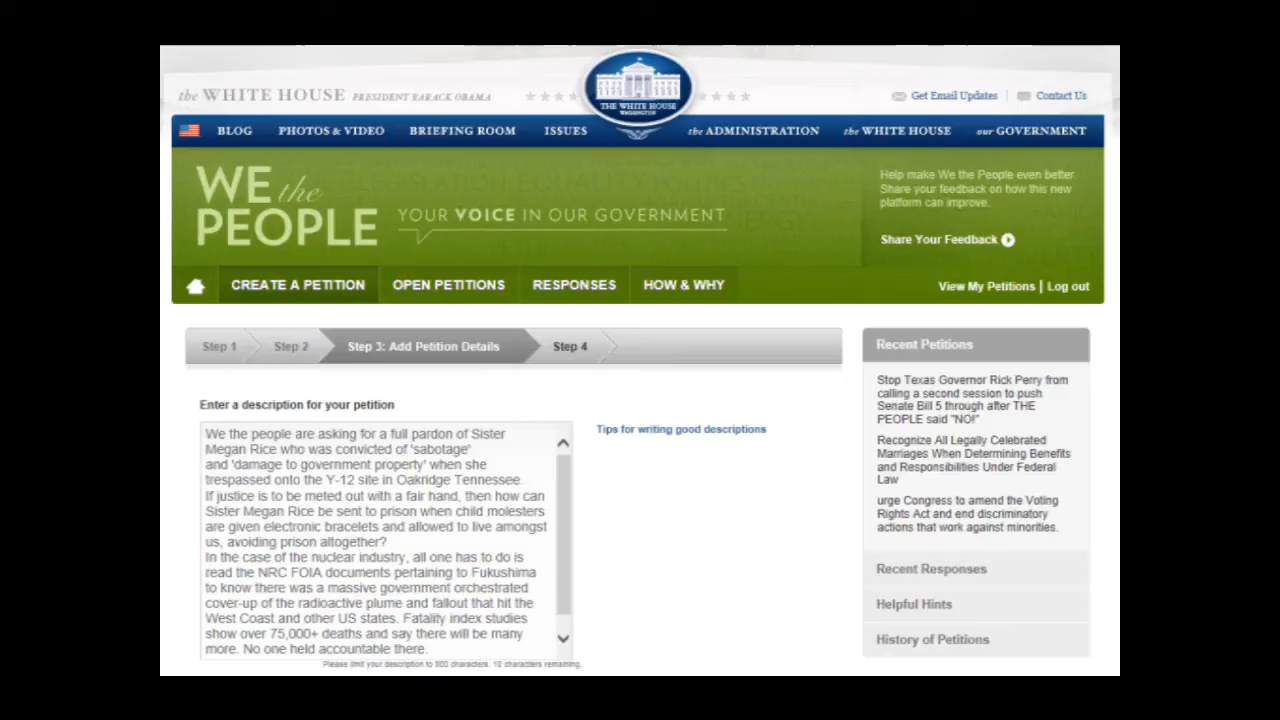 the WHITE HOUSE PRESIDENT BARACK OBAMA
THE WHITE HOUSE
WASHINGTON
Get Email Updates
Contact Us
BLOG PHOTOS & VIDEO BRIEFING ROOM ISSUES the ADMINISTRATION the WHITE HOUSE our GOVERNMENT
WE the
PEOPLE
YOUR VOICE IN OUR GOVERNMENT
Help make We the People even better.
Share your feedback on how this new
platform can improve.
Share Your Feedback
CREATE A PETITION OPEN PETITIONS RESPONSES HOW & WHY
View My Petitions | Log out
Step 1 Step 2 Step 3: Add Petition Details Step 4
Enter a description for your petition
We the people are asking for a full pardon of Sister
Megan Rice who was convicted of 'sabotage'
and 'damage to government property' when she
trespassed onto the Y-12 site in Oakridge Tennessee.
If justice is to be meted out with a fair hand, then how can
Sister Megan Rice be sent to prison when child molesters
are given electronic bracelets and allowed to live amongst
us, avoiding prison altogether?
In the case of the nuclear industry, all one has to do is
read the NRC FOIA documents pertaining to Fukushima
to know there was a massive government orchestrated
cover-up of the radioactive plume and fallout that hit the
West Coast and other US states. Fatality index studies
show over 75,000+ deaths and say there will be many
more. No one held accountable there.
Please limit your description to 800 characters. 10 characters remaining.
Tips for writing good descriptions
Recent Petitions
Stop Texas Governor Rick Perry from
calling a second session to push
Senate Bill 5 through after THE
PEOPLE said "NO!"
Recognize All Legally Celebrated
Marriages When Determining Benefits
and Responsibilities Under Federal
Law
urge Congress to amend the Voting
Rights Act and end discriminatory
actions that work against minorities.
Recent Responses
Helpful Hints
History of Petitions